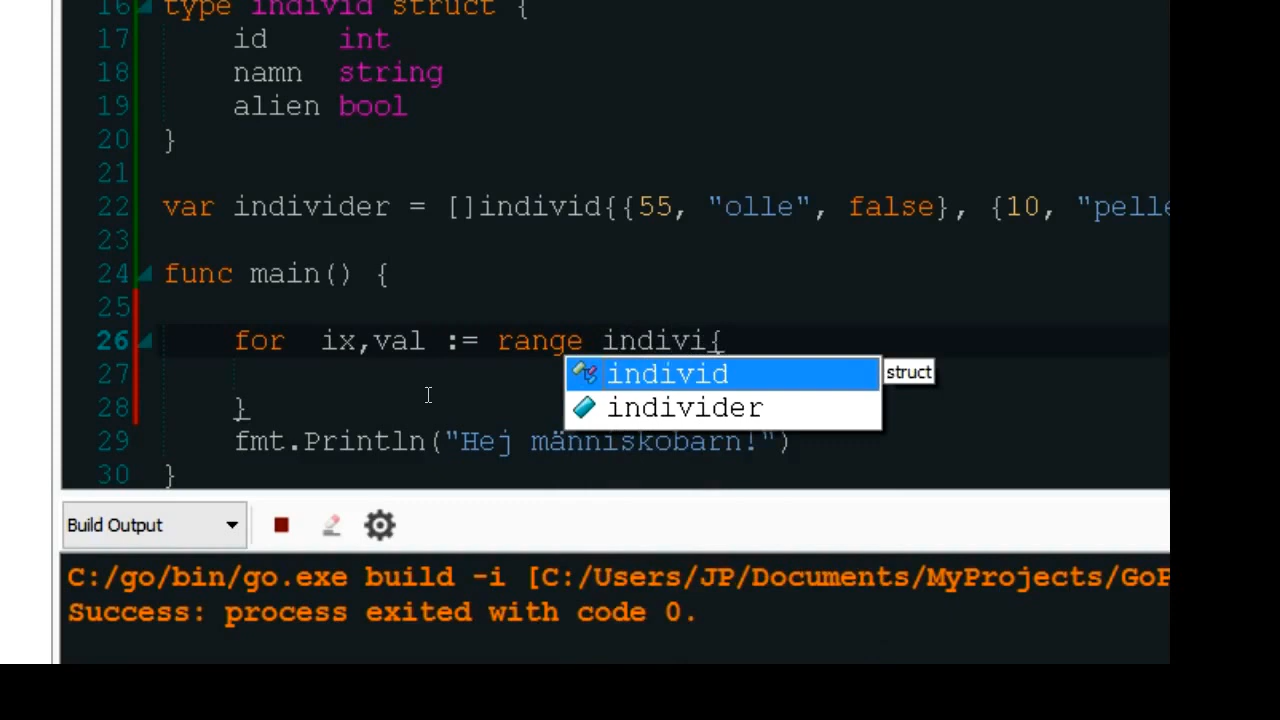 16 type individ struct {
17 id int
18 namn string
19 alien bool
20 }
21
22 var individer = []individ{{55, "olle", false}, {10, "pelle
23
24 func main() {
25
26 for ix,val := range indivi{
27 individ struct
28 } individer
29 fmt.Println("Hej människobarn!")
30 }
Build Output
C:/go/bin/go.exe build -i [C:/Users/JP/Documents/MyProjects/GoP
Success: process exited with code 0.